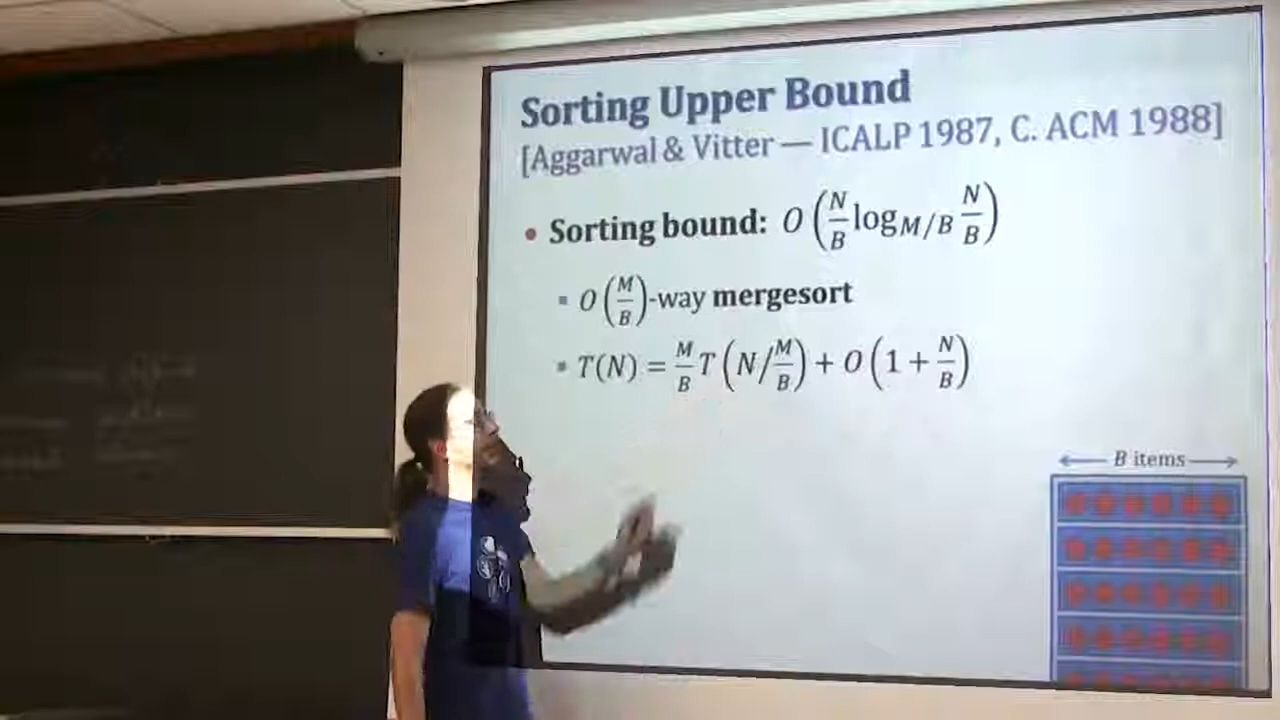 Sorting Upper Bound
[Aggarwal & Vitter — ICALP 1987, C. ACM 1988]
• Sorting bound: O(N/B log_{M/B} N/B)
▪ O(M/B)-way mergesort
▪ T(N) = M/B T(N/M/B) + O(1 + N/B)
B items